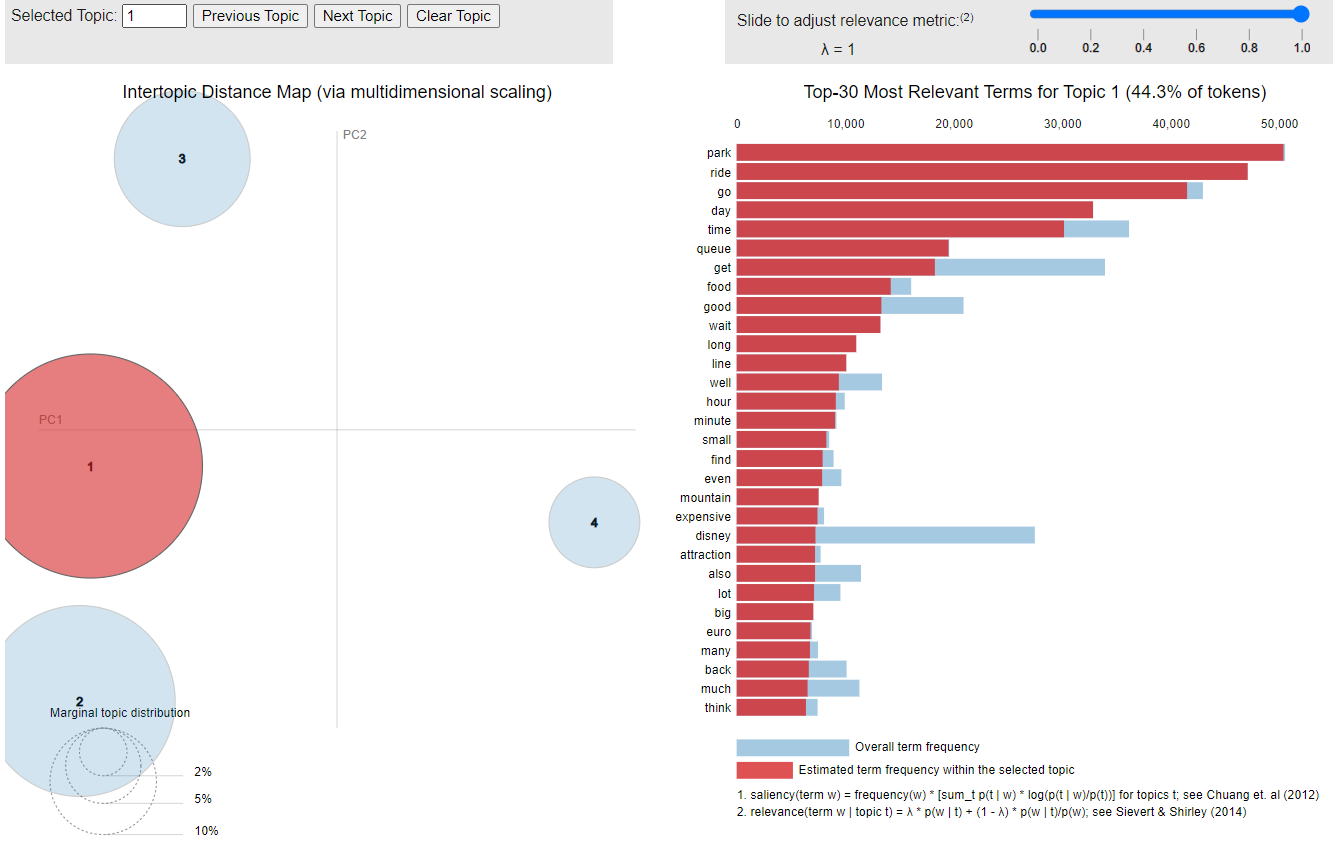 Selected Topic: 1 Previous Topic Next Topic Clear Topic
Slide to adjust relevance metric:(2)
λ = 1
0.0 0.2 0.4 0.6 0.8 1.0
Intertopic Distance Map (via multidimensional scaling)
PC2
PC1
3
1
4
2
Marginal topic distribution
2%
5%
10%
Top-30 Most Relevant Terms for Topic 1 (44.3% of tokens)
0 10,000 20,000 30,000 40,000 50,000
park
ride
go
day
time
queue
get
food
good
wait
long
line
well
hour
minute
small
find
even
mountain
expensive
disney
attraction
also
lot
big
euro
many
back
much
think
Overall term frequency
Estimated term frequency within the selected topic
1. saliency(term w) = frequency(w) * [sum_t p(t | w) * log(p(t | w)/p(t))] for topics t; see Chuang et. al (2012)
2. relevance(term w | topic t) = λ * p(w | t) + (1 - λ) * p(w | t)/p(w); see Sievert & Shirley (2014)